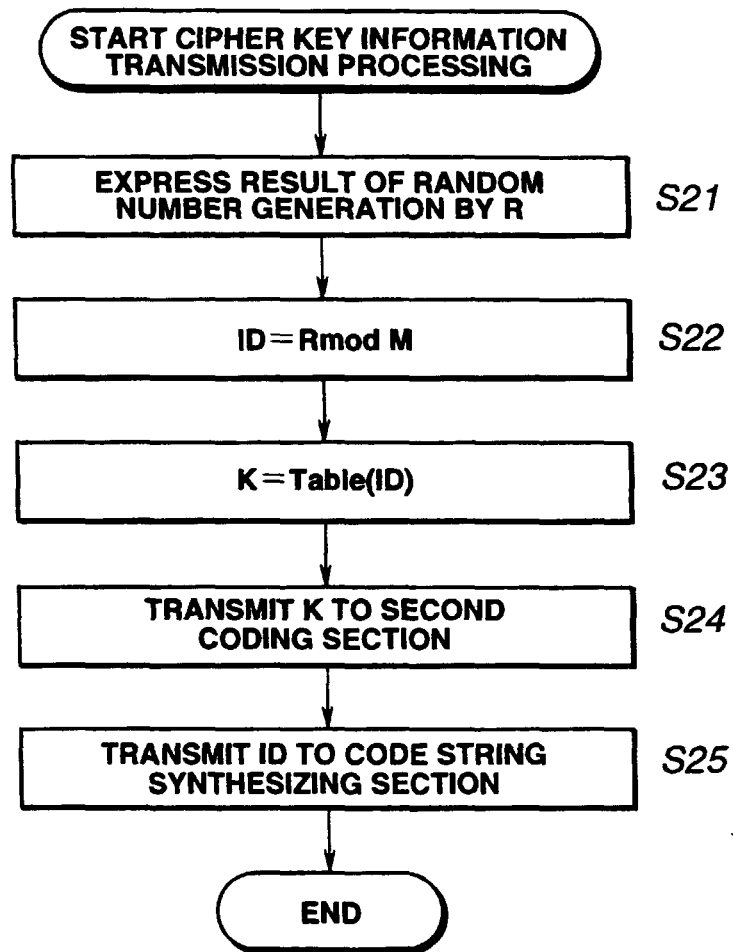 START CIPHER KEY INFORMATION
TRANSMISSION PROCESSING
EXPRESS RESULT OF RANDOM
NUMBER GENERATION BY R
S21
ID=Rmod M
S22
K=Table(ID)
S23
TRANSMIT K TO SECOND
CODING SECTION
S24
TRANSMIT ID TO CODE STRING
SYNTHESIZING SECTION
S25
END